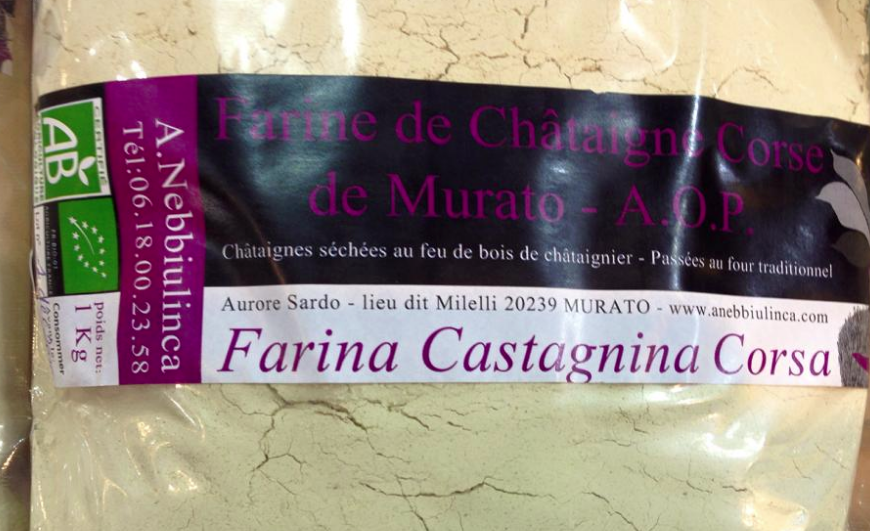 CERTIFIÉ
AB
A.Nebbiulinca
Tél:06.18.00.23.58
poids net:
1 Kg
Consommer
Farine de Châtaigne Corse
de Murato - A.O.P.
Châtaignes séchées au feu de bois de châtaignier - Passées au four traditionnel
Aurore Sardo - lieu dit Milelli 20239 MURATO - www.anebbiulinca.com
Farina Castagnina Corsa